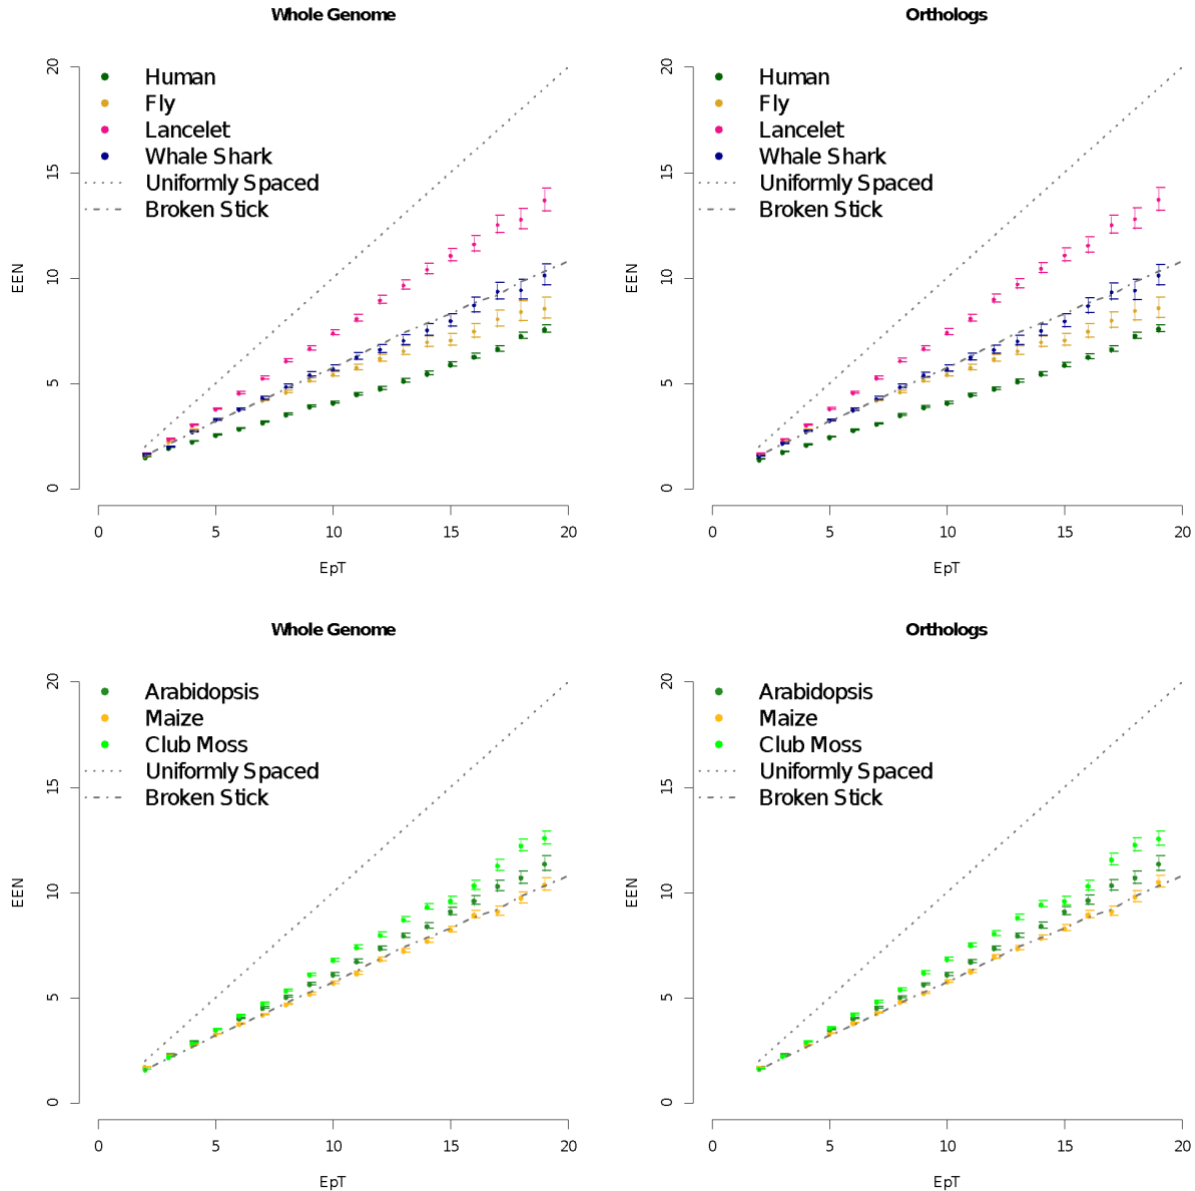 Whole Genome
Orthologs
20
15
10
5
0
EEN
Human
Fly
Lancelet
Whale Shark
Uniformly Spaced
Broken Stick
0 5 10 15 20
EpT
20
15
10
5
0
EEN
Human
Fly
Lancelet
Whale Shark
Uniformly Spaced
Broken Stick
0 5 10 15 20
EpT
Whole Genome
Orthologs
20
15
10
5
0
EEN
Arabidopsis
Maize
Club Moss
Uniformly Spaced
Broken Stick
0 5 10 15 20
EpT
20
15
10
5
0
EEN
Arabidopsis
Maize
Club Moss
Uniformly Spaced
Broken Stick
0 5 10 15 20
EpT